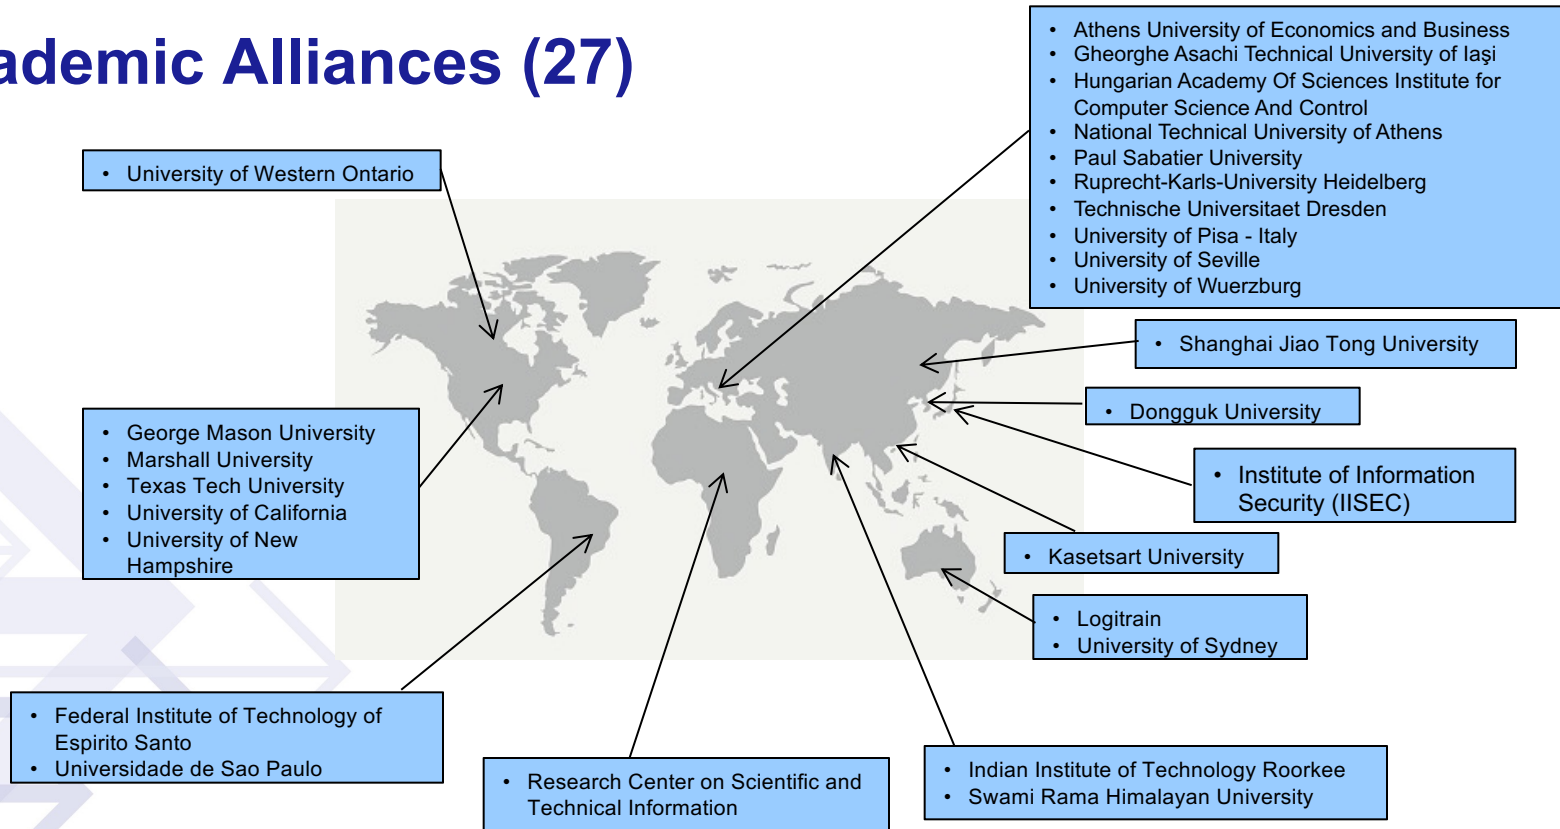 ademic Alliances (27)
• Athens University of Economics and Business
• Gheorghe Asachi Technical University of Iaşi
• Hungarian Academy Of Sciences Institute for
Computer Science And Control
• National Technical University of Athens
• Paul Sabatier University
• Ruprecht-Karls-University Heidelberg
• Technische Universitaet Dresden
• University of Pisa - Italy
• University of Seville
• University of Wuerzburg
• University of Western Ontario
• Shanghai Jiao Tong University
• Dongguk University
• George Mason University
• Marshall University
• Texas Tech University
• University of California
• University of New
Hampshire
• Institute of Information
Security (IISEC)
• Kasetsart University
• Logitrain
• University of Sydney
• Federal Institute of Technology of
Espirito Santo
• Universidade de Sao Paulo
• Research Center on Scientific and
Technical Information
• Indian Institute of Technology Roorkee
• Swami Rama Himalayan University